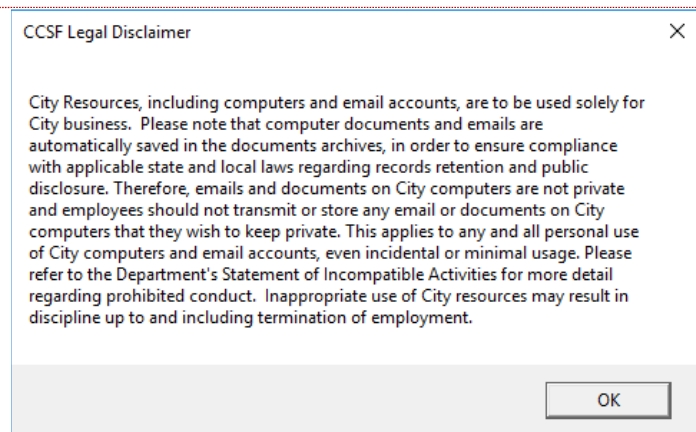 CCSF Legal Disclaimer
City Resources, including computers and email accounts, are to be used solely for
City business.  Please note that computer documents and emails are
automatically saved in the documents archives, in order to ensure compliance
with applicable state and local laws regarding records retention and public
disclosure. Therefore, emails and documents on City computers are not private
and employees should not transmit or store any email or documents on City
computers that they wish to keep private. This applies to any and all personal use
of City computers and email accounts, even incidental or minimal usage. Please
refer to the Department's Statement of Incompatible Activities for more detail
regarding prohibited conduct.  Inappropriate use of City resources may result in
discipline up to and including termination of employment.
OK